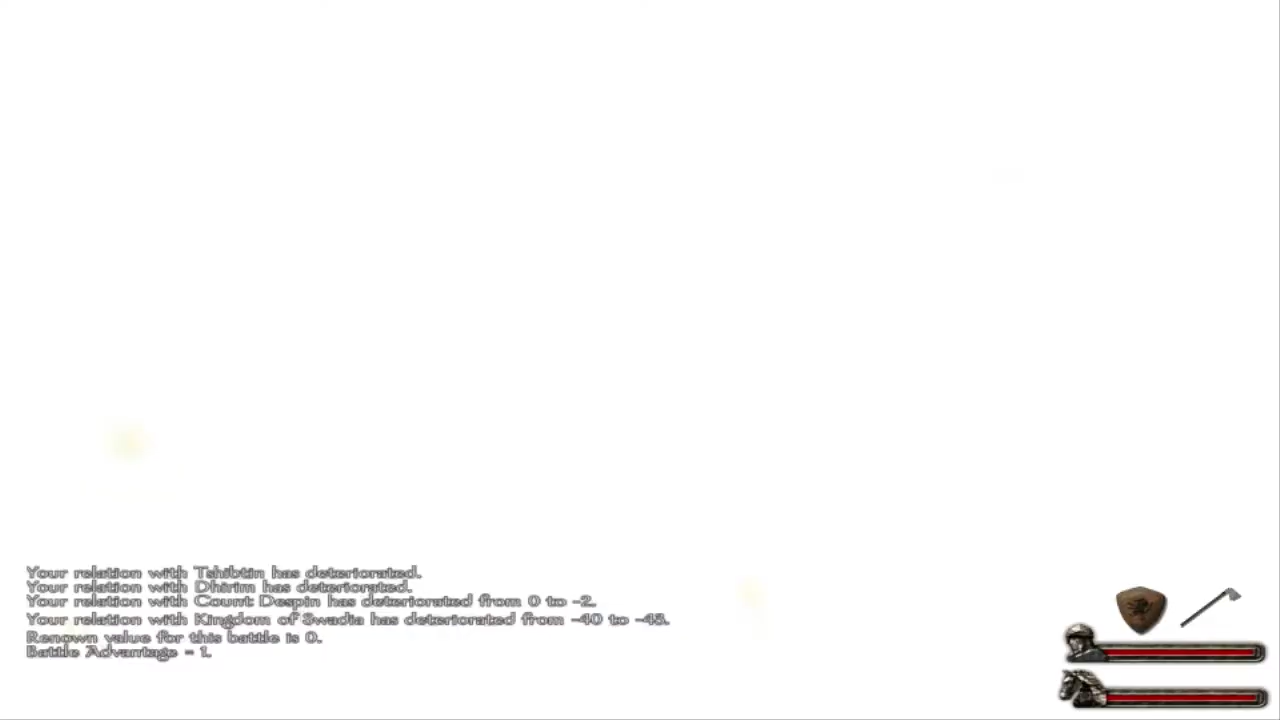 Your relation with Tshibtin has deteriorated.
Your relation with Dhirim has deteriorated.
Your relation with Count Despin has deteriorated from 0 to -2.
Your relation with Kingdom of Swadia has deteriorated from -40 to -43.
Renown value for this battle is 0.
Battle Advantage = 1.